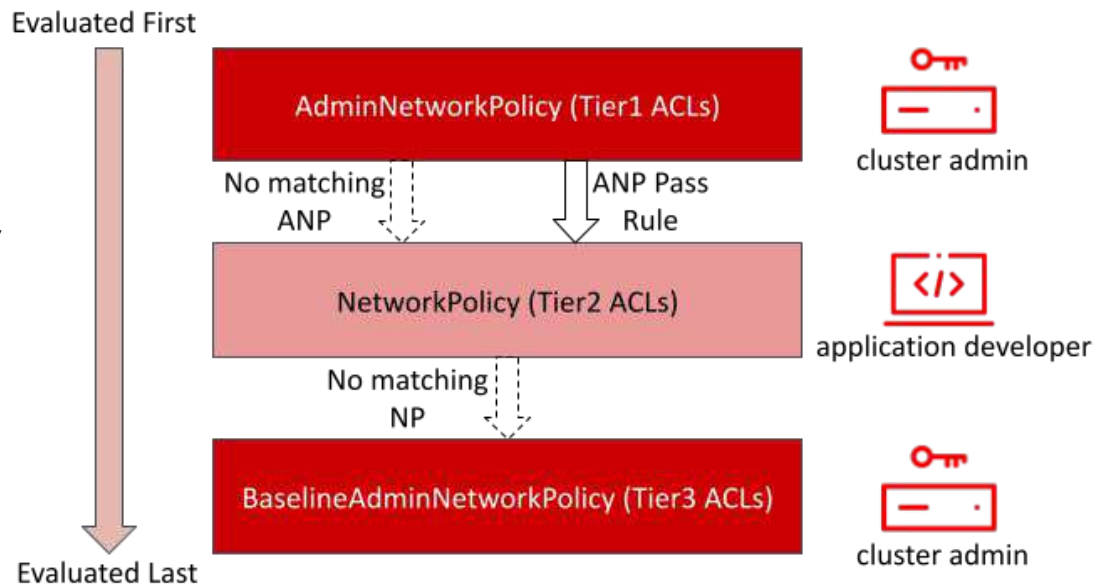 Evaluated First
AdminNetworkPolicy (Tier1 ACLs)
cluster admin
No matching
ANP
ANP Pass
Rule
NetworkPolicy (Tier2 ACLs)
</>
application developer
No matching
NP
BaselineAdminNetworkPolicy (Tier3 ACLs)
cluster admin
Evaluated Last